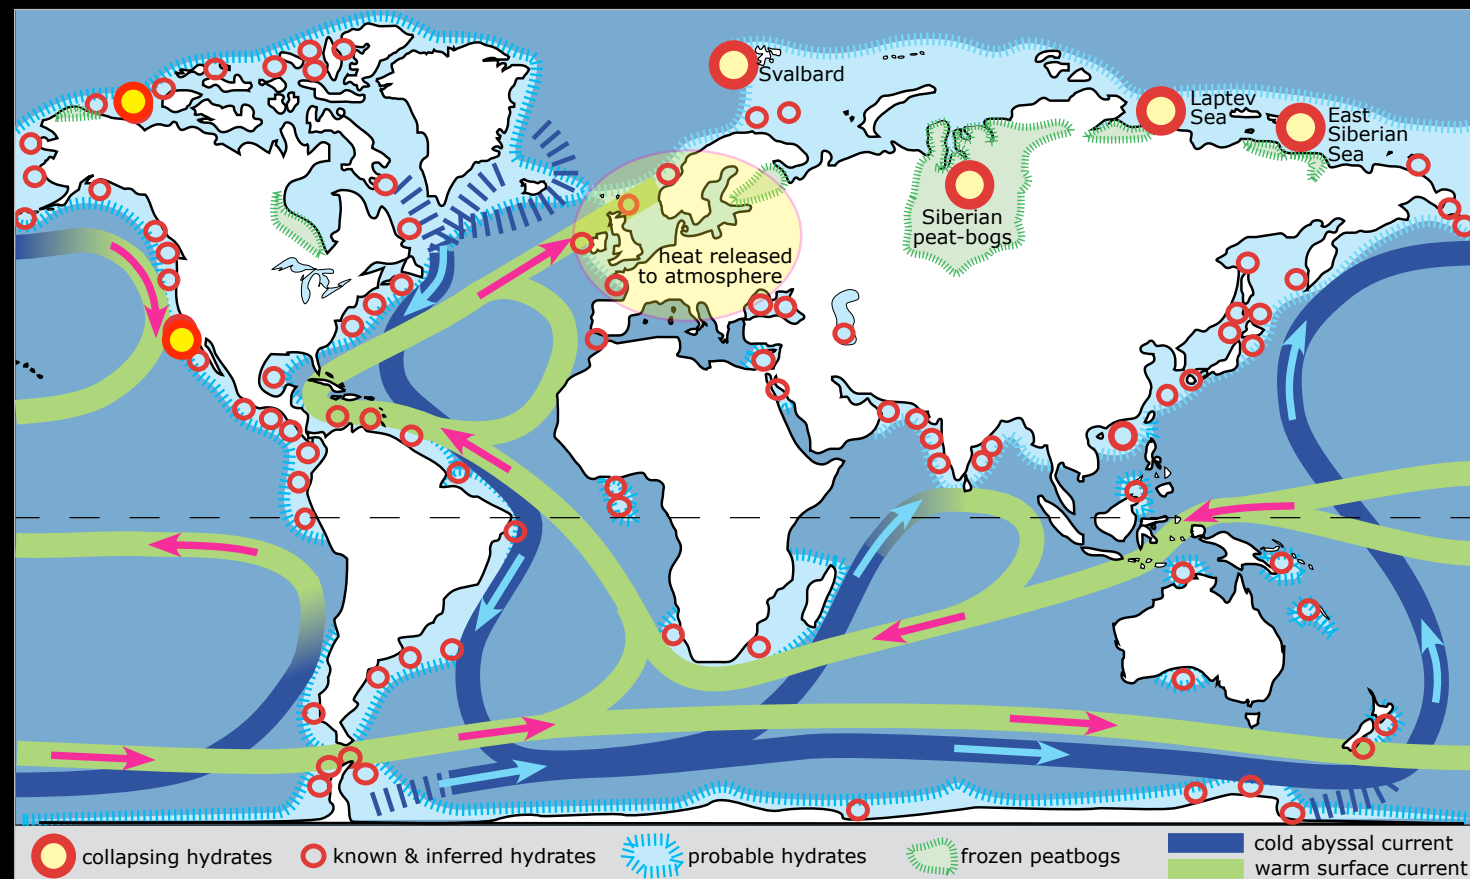 Svalbard
Laptev
Sea
East
Siberian
Sea
Siberian
peat-bogs
heat released
to atmosphere
collapsing hydrates
known & inferred hydrates
probable hydrates
frozen peatbogs
cold abyssal current
warm surface current